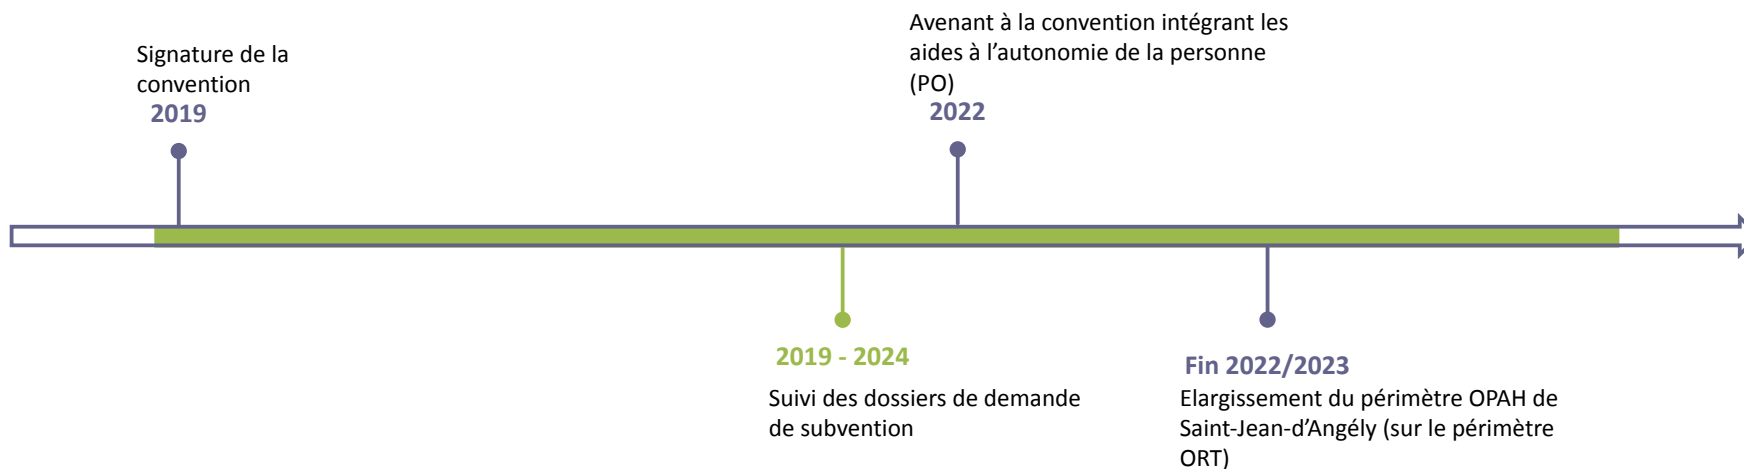 Signature de la
convention
2019
Avenant à la convention intégrant les
aides à l’autonomie de la personne
(PO)
2022
2019 - 2024
Suivi des dossiers de demande
de subvention
Fin 2022/2023
Elargissement du périmètre OPAH de
Saint-Jean-d’Angély (sur le périmètre
ORT)